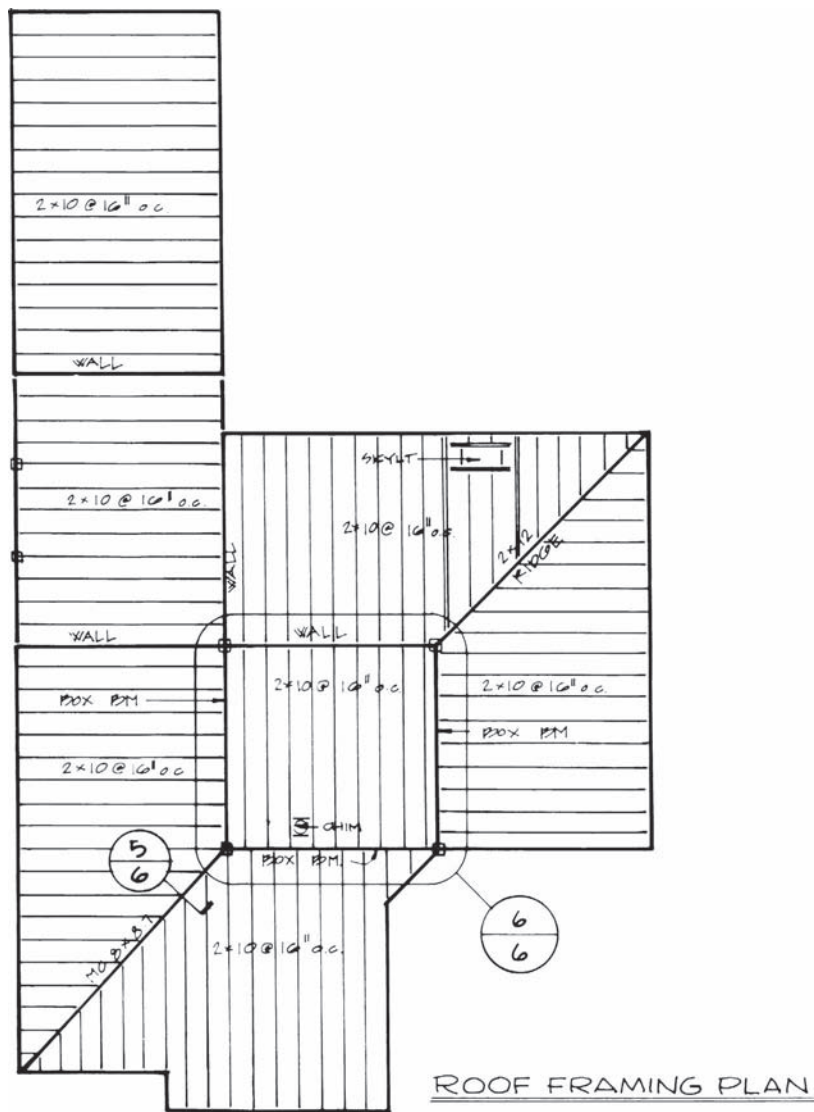 2×10 @ 16" o.c.
WALL
SKYLT
2×10 @ 16" o.c.
2×10 @ 16" o.c.
WALL
2×12
RIDGE
WALL
WALL
2×10 @ 16" o.c.
2×10 @ 16" o.c.
BOX BM
BOX BM
2×10 @ 16" o.c
CHIM
BOX BM.
5
6
6
6
2×10 @ 16" o.c.
ROOF FRAMING PLAN